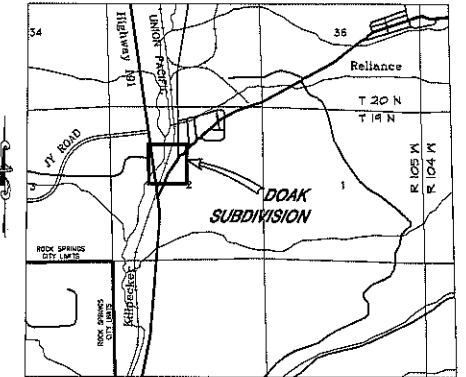 34
36
Highway 191
UNION PACIFIC
Reliance
T 20 N
T 19 N
JY ROAD
R 105 W
R 104 W
3
2
1
DOAK
SUBDIVISION
ROCK SPRINGS
CITY LIMITS
ROCK SPRINGS
CITY LIMITS
Killpecker